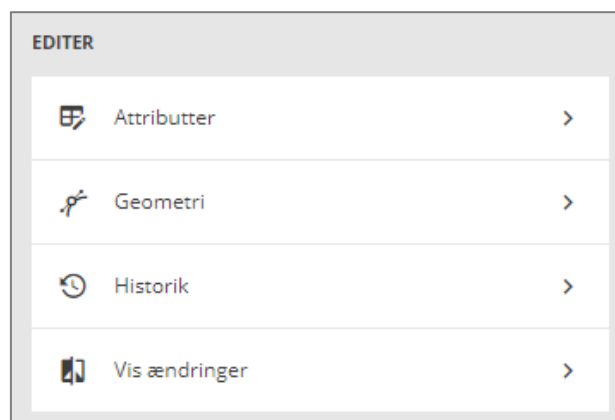 EDITER
Attributter
Geometri
Historik
Vis ændringer